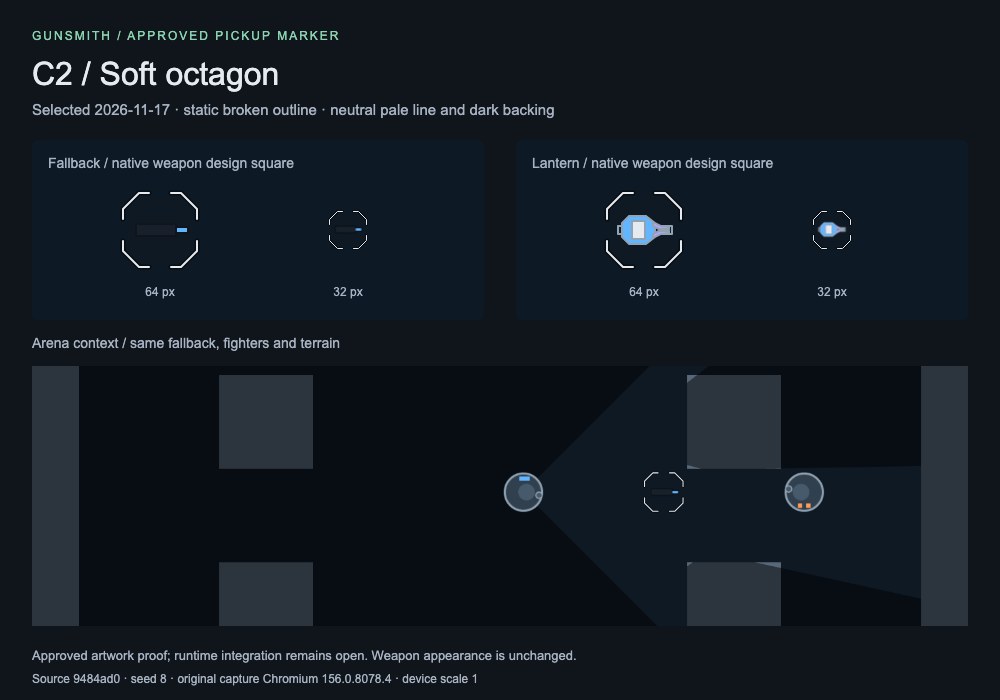 GUNSMITH / APPROVED PICKUP MARKER
C2 / Soft octagon
Selected 2026-11-17 · static broken outline · neutral pale line and dark backing
Fallback / native weapon design square
64 px
32 px
Lantern / native weapon design square
64 px
32 px
Arena context / same fallback, fighters and terrain
Approved artwork proof; runtime integration remains open. Weapon appearance is unchanged.
Source 9484ad0 · seed 8 · original capture Chromium 156.0.8078.4 · device scale 1